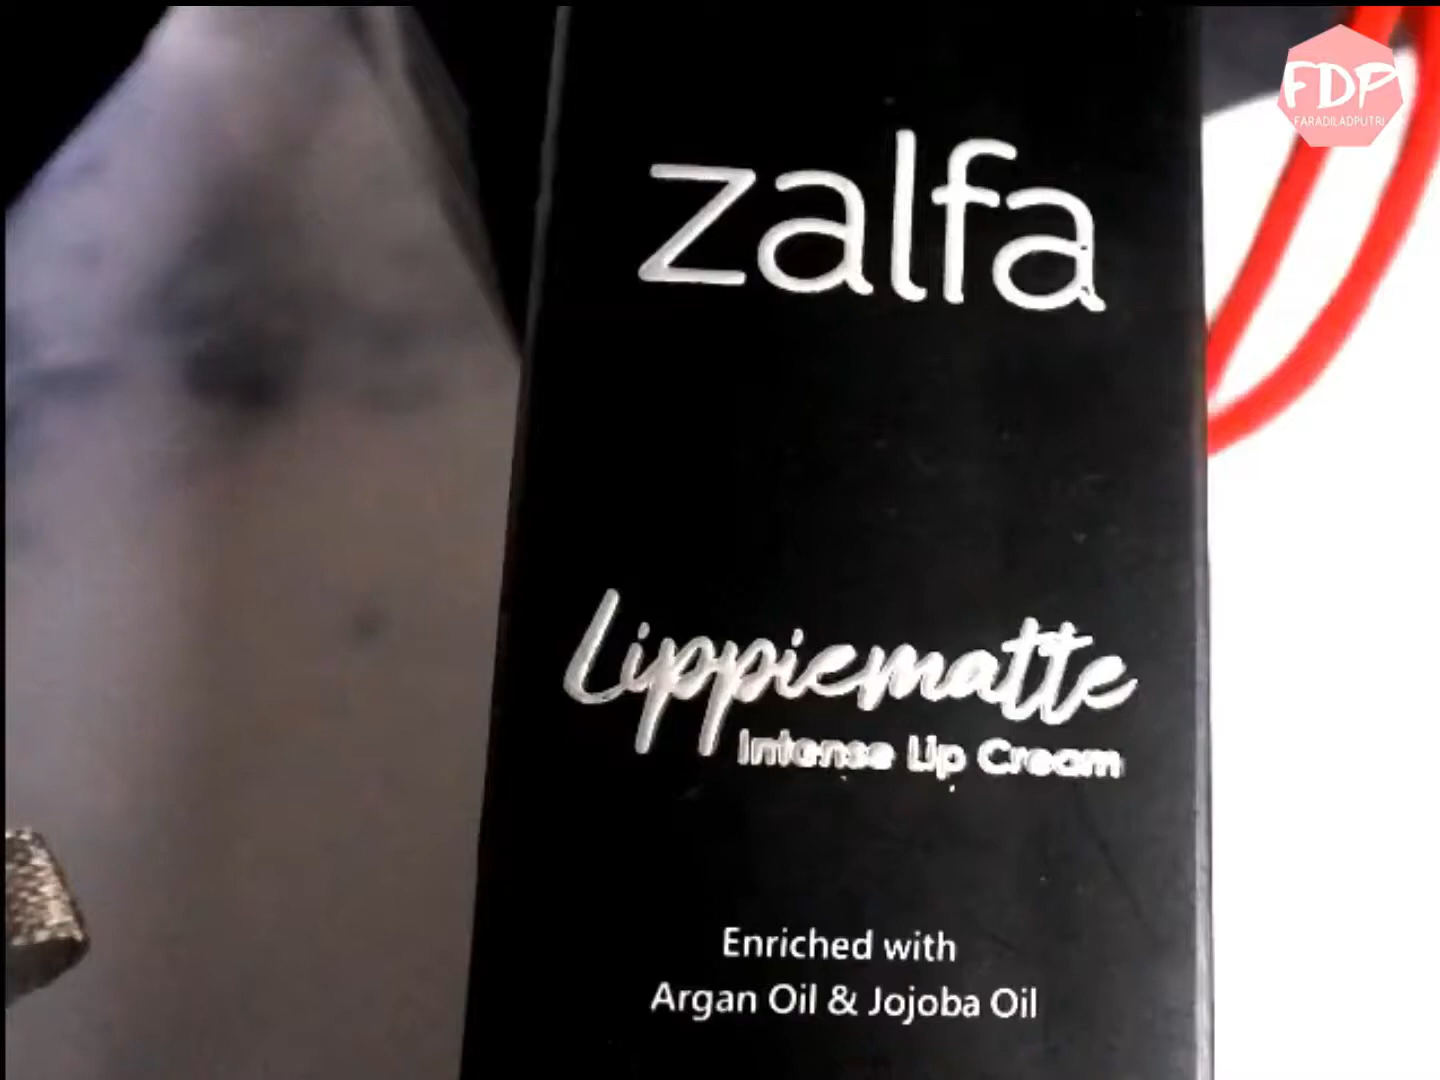 FDP
FARADILADPUTRI
zalfa
Lippiematte
Intense Lip Cream
Enriched with
Argan Oil & Jojoba Oil